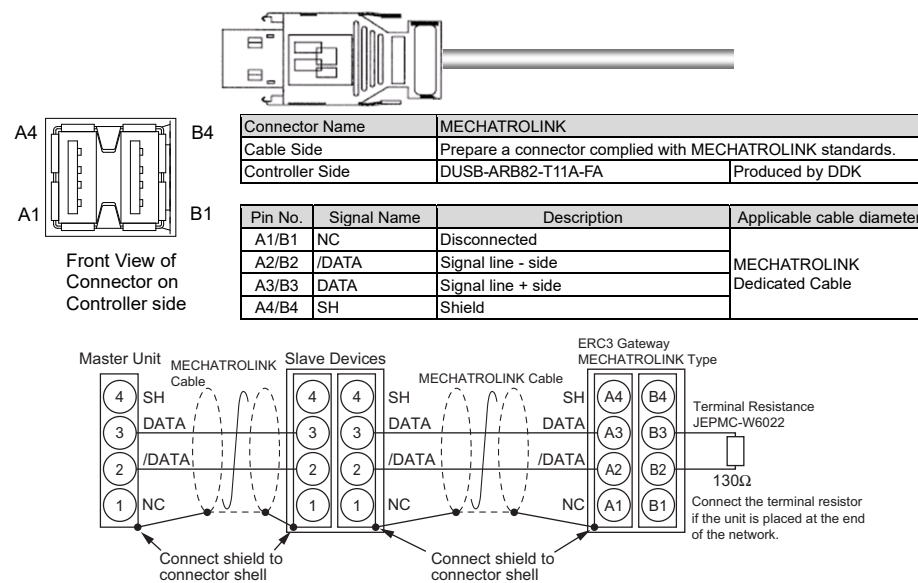 A4
B4
A1
B1
Front View of
Connector on
Controller side
Connector Name MECHATROLINK
Cable Side Prepare a connector complied with MECHATROLINK standards.
Controller Side DUSB-ARB82-T11A-FA Produced by DDK
Pin No. Signal Name Description Applicable cable diameter
A1/B1 NC Disconnected
A2/B2 /DATA Signal line - side
A3/B3 DATA Signal line + side
A4/B4 SH Shield
MECHATROLINK
Dedicated Cable
Master Unit
MECHATROLINK
Cable
Slave Devices
MECHATROLINK Cable
ERC3 Gateway
MECHATROLINK Type
4 SH 4 4 SH SH A4 B4
3 DATA 3 3 DATA DATA A3 B3
2 /DATA 2 2 /DATA /DATA A2 B2
1 NC 1 1 NC NC A1 B1
Terminal Resistance
JEPMC-W6022
130Ω
Connect the terminal resistor
if the unit is placed at the end
of the network.
Connect shield to
connector shell
Connect shield to
connector shell